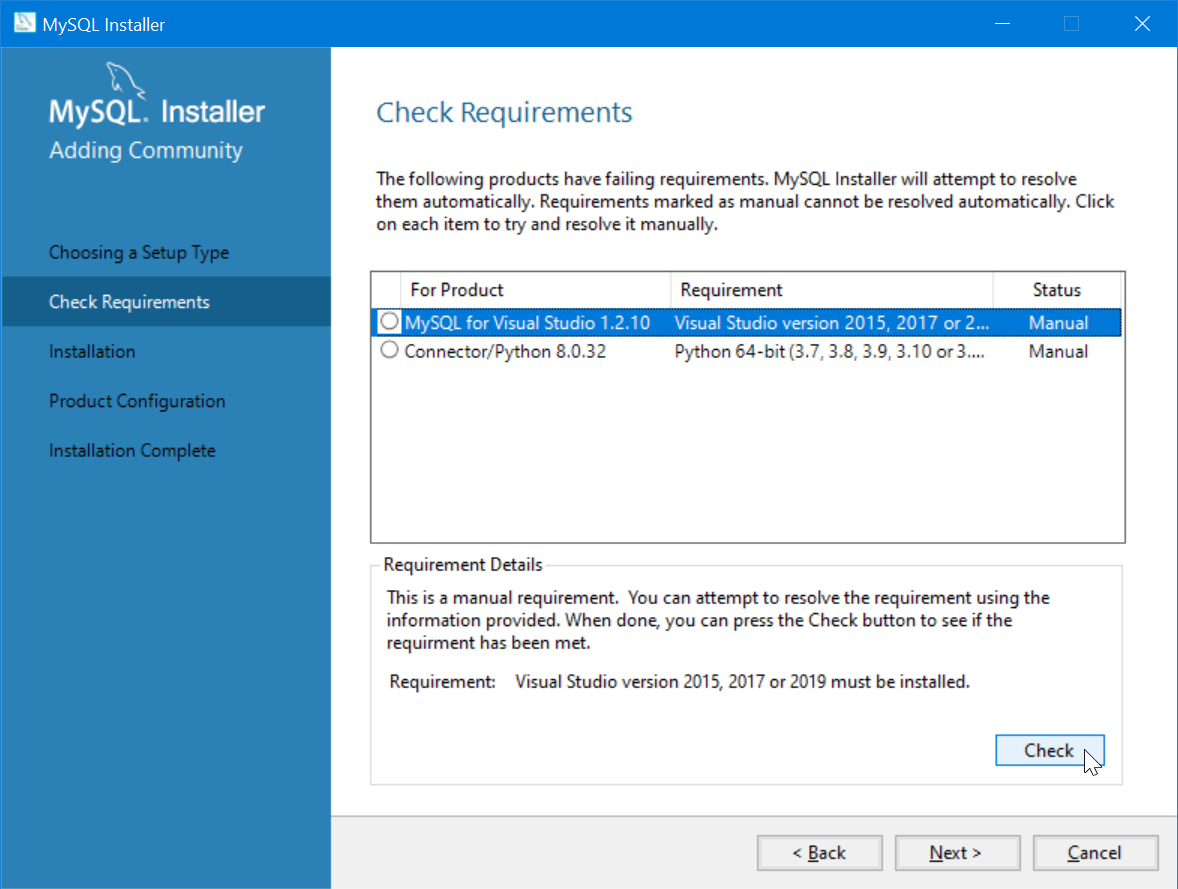 MySQL Installer
MySQL. Installer
Adding Community
Choosing a Setup Type
Check Requirements
Installation
Product Configuration
Installation Complete
Check Requirements
The following products have failing requirements. MySQL Installer will attempt to resolve
them automatically. Requirements marked as manual cannot be resolved automatically. Click
on each item to try and resolve it manually.
For Product Requirement Status
MySQL for Visual Studio 1.2.10 Visual Studio version 2015, 2017 or 2... Manual
Connector/Python 8.0.32 Python 64-bit (3.7, 3.8, 3.9, 3.10 or 3.... Manual
Requirement Details
This is a manual requirement.  You can attempt to resolve the requirement using the
information provided. When done, you can press the Check button to see if the
requirment has been met.
Requirement: Visual Studio version 2015, 2017 or 2019 must be installed.
Check
< Back Next > Cancel